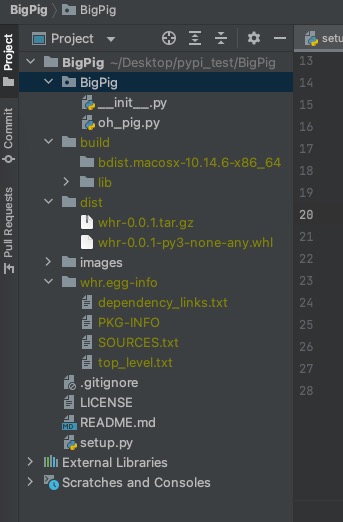 BigPig BigPig
Project
setu
BigPig ~/Desktop/pypi_test/BigPig
BigPig
__init__.py
oh_pig.py
build
bdist.macosx-10.14.6-x86_64
lib
dist
whr-0.0.1.tar.gz
whr-0.0.1-py3-none-any.whl
images
whr.egg-info
dependency_links.txt
PKG-INFO
SOURCES.txt
top_level.txt
.gitignore
LICENSE
README.md
setup.py
External Libraries
Scratches and Consoles
Project
Commit
Pull Requests
13
14
15
16
17
18
19
20
21
22
23
24
25
26
27
28